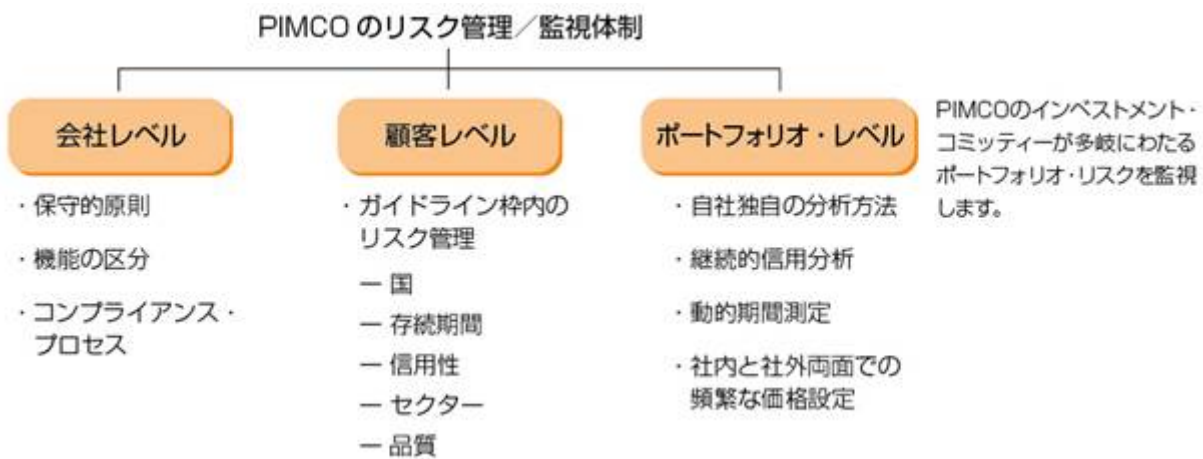 PIMCO のリスク管理／監視体制
会社レベル
・保守的原則
・機能の区分
・コンプライアンス・
プロセス
顧客レベル
・ガイドライン枠内の
リスク管理
ー 国
ー 存続期間
ー 信用性
ー セクター
ー 品質
ポートフォリオ・レベル
・自社独自の分析方法
・継続的信用分析
・動的期間測定
・社内と社外両面での
頻繁な価格設定
PIMCOのインベストメント・
コミッティーが多岐にわたる
ポートフォリオ・リスクを監視
します。